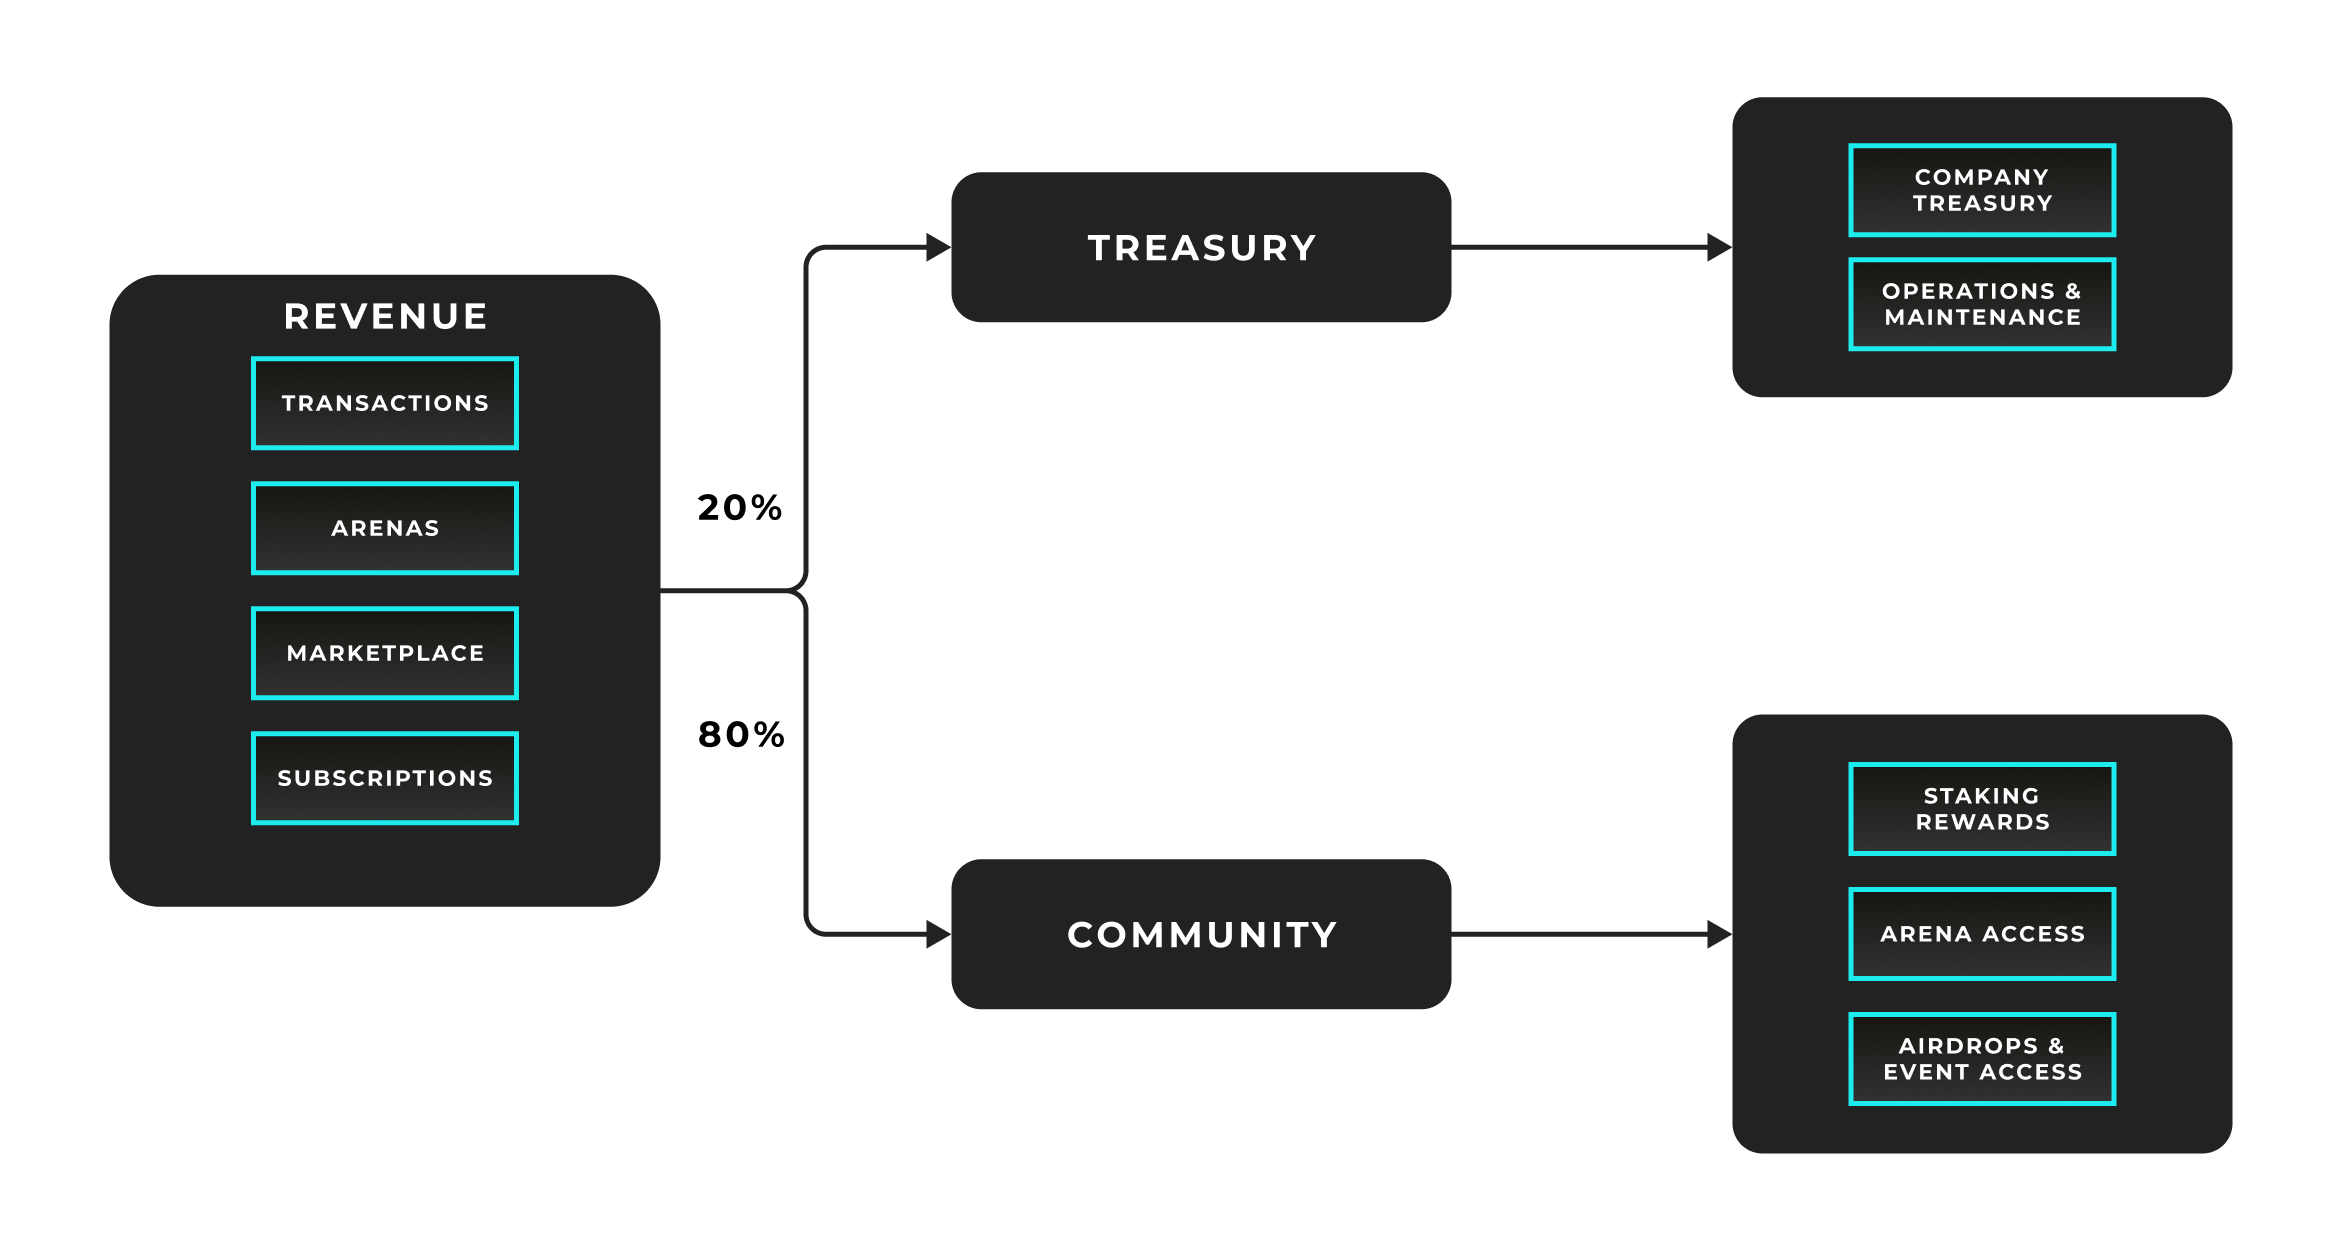 REVENUE
TRANSACTIONS
ARENAS
MARKETPLACE
SUBSCRIPTIONS
20%
80%
TREASURY
COMMUNITY
COMPANY
TREASURY
OPERATIONS &
MAINTENANCE
STAKING
REWARDS
ARENA ACCESS
AIRDROPS &
EVENT ACCESS